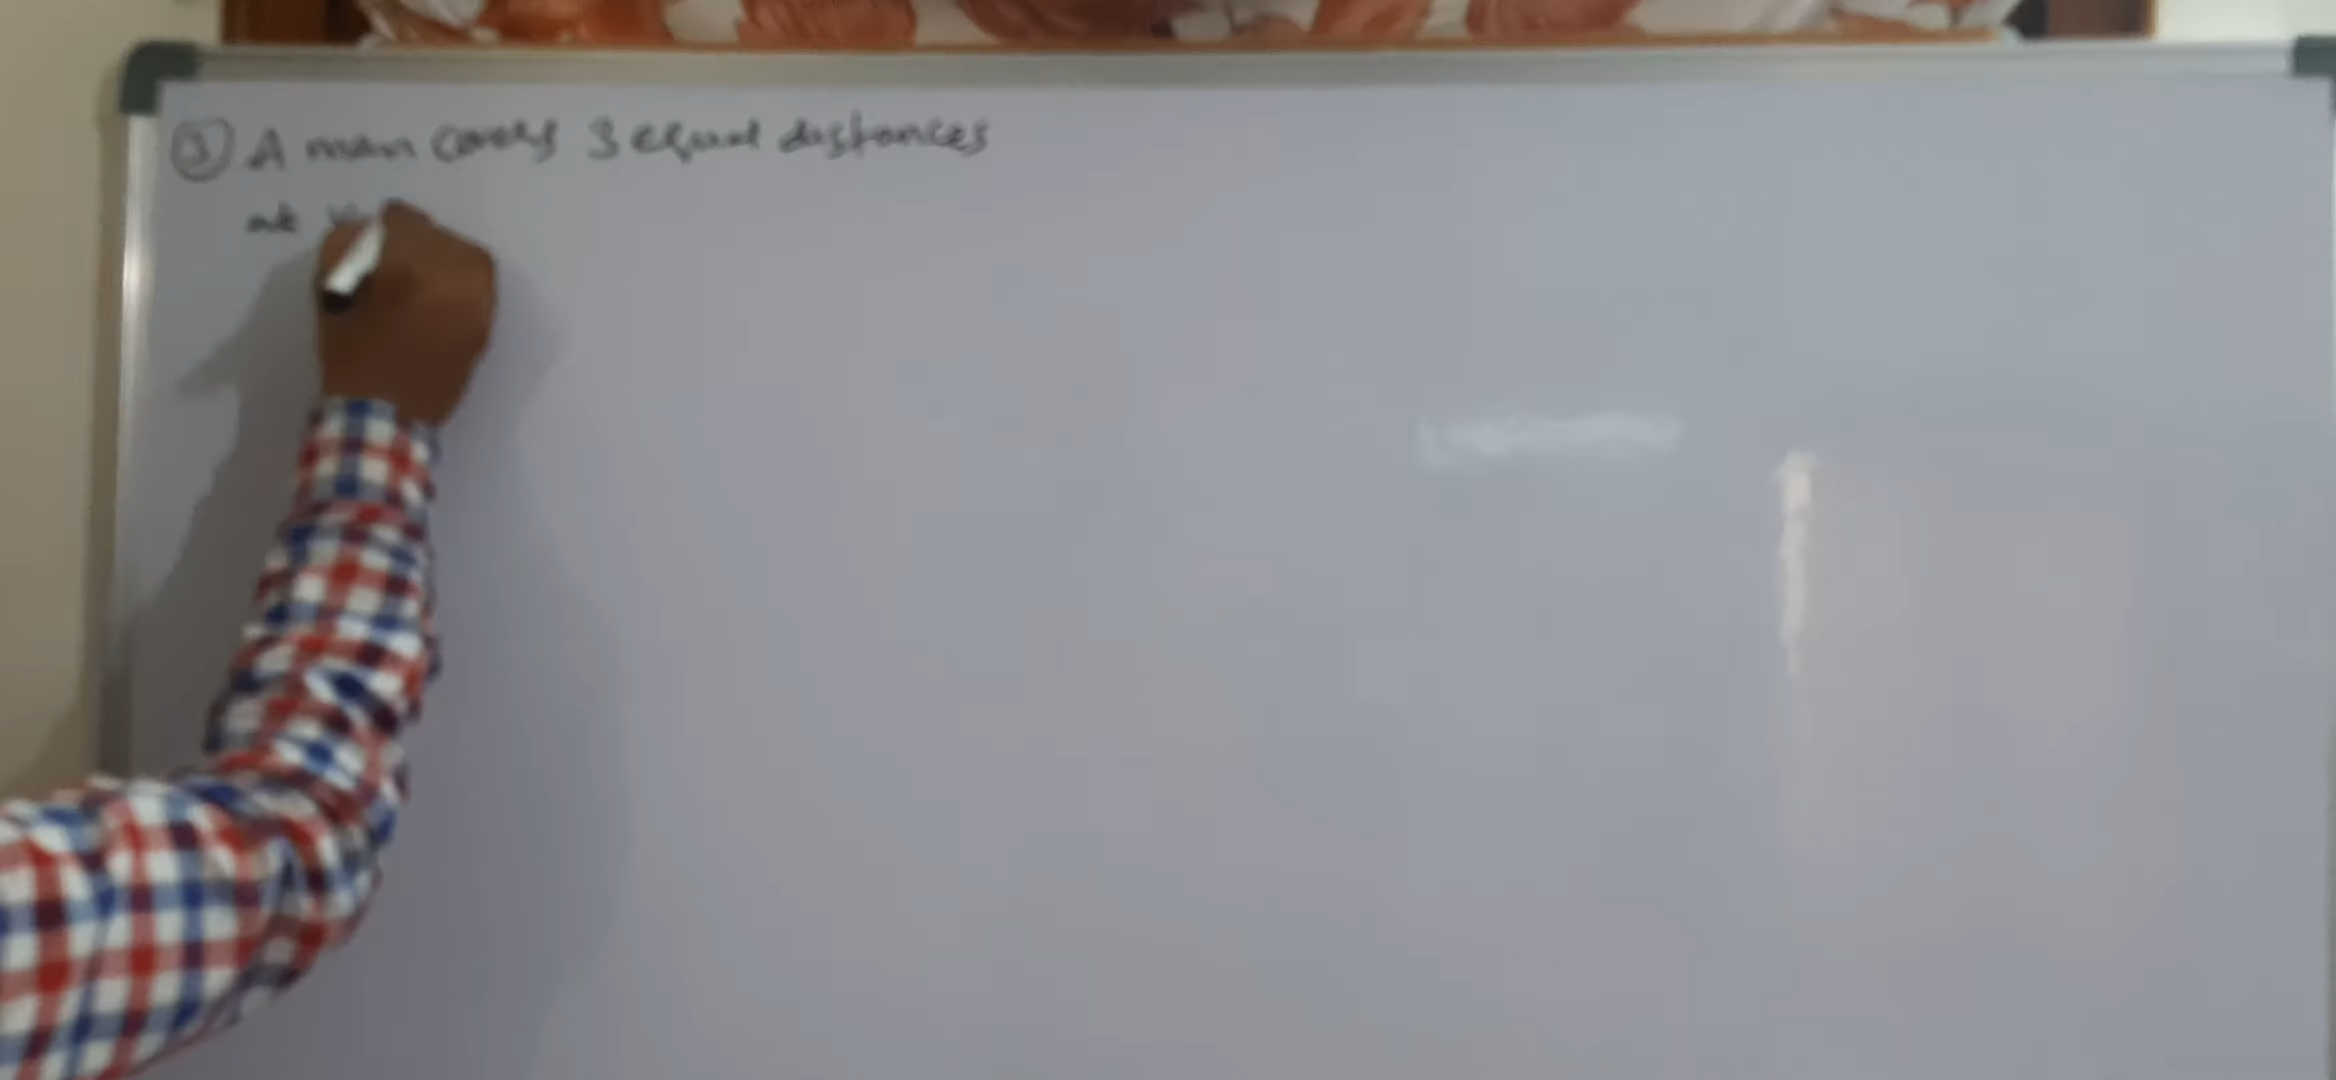 ③ A man covers 3 equal distances
at